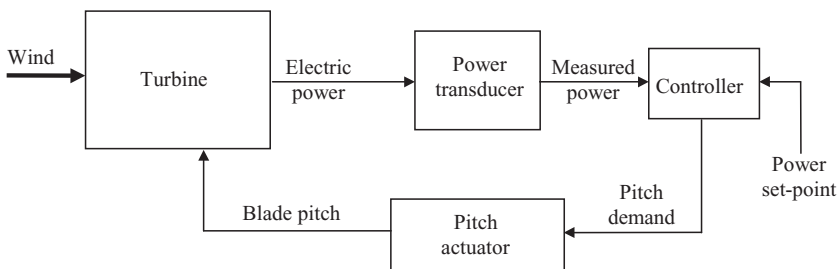 Wind
Turbine
Electric
power
Power
transducer
Measured
power
Controller
Power
set-point
Pitch
demand
Pitch
actuator
Blade pitch